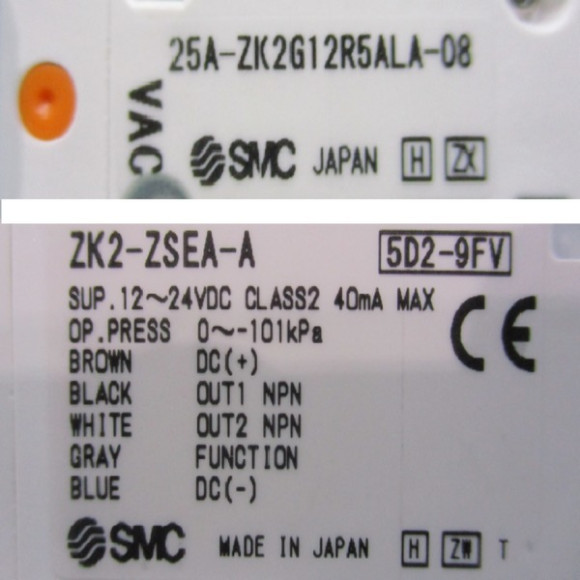 25A-ZK2G12R5ALA-08
VAC
SMC JAPAN H ZX
ZK2-ZSEA-A 5D2-9FV
SUP.12~24VDC CLASS2 40mA MAX
OP.PRESS 0~-101kPa
CE
BROWN DC(+)
BLACK OUT1 NPN
WHITE OUT2 NPN
GRAY FUNCTION
BLUE DC(-)
SMC MADE IN JAPAN H ZW T